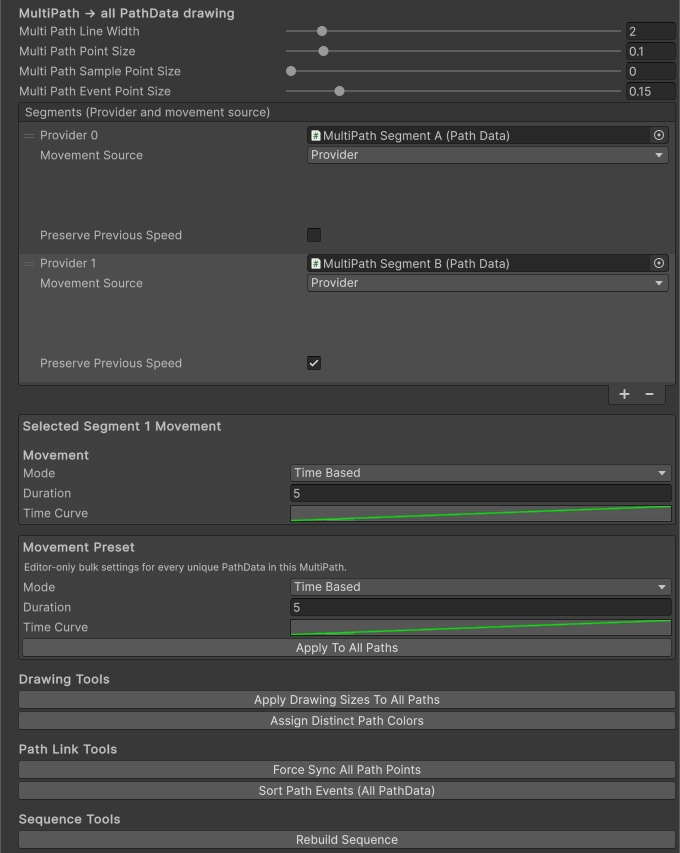 MultiPath → all PathData drawing
Multi Path Line Width 2
Multi Path Point Size 0.1
Multi Path Sample Point Size 0
Multi Path Event Point Size 0.15
Segments (Provider and movement source)
Provider 0 MultiPath Segment A (Path Data)
Movement Source Provider
Preserve Previous Speed
Provider 1 MultiPath Segment B (Path Data)
Movement Source Provider
Preserve Previous Speed
Selected Segment 1 Movement
Movement
Mode Time Based
Duration 5
Time Curve
Movement Preset
Editor-only bulk settings for every unique PathData in this MultiPath.
Mode Time Based
Duration 5
Time Curve
Apply To All Paths
Drawing Tools
Apply Drawing Sizes To All Paths
Assign Distinct Path Colors
Path Link Tools
Force Sync All Path Points
Sort Path Events (All PathData)
Sequence Tools
Rebuild Sequence